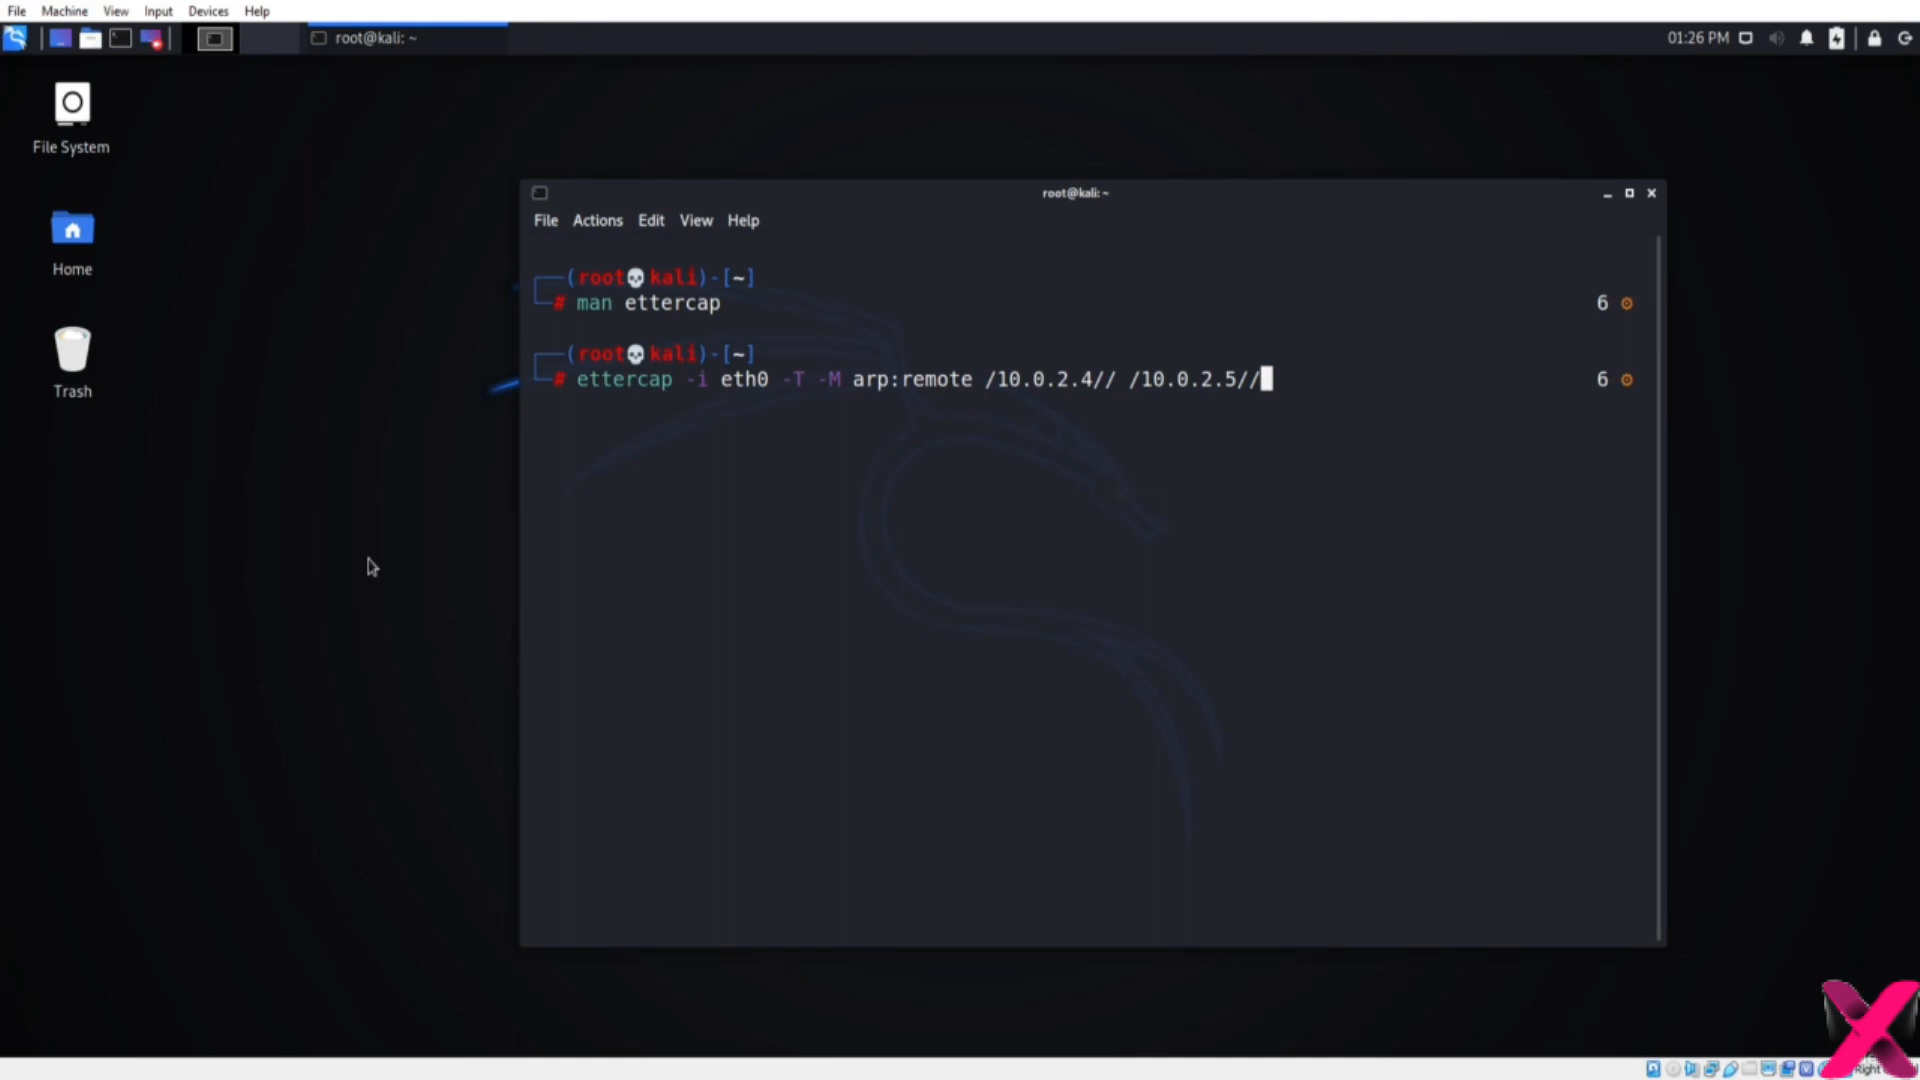 File Machine View Input Devices Help
root@kali: ~
01:26 PM
File System
Home
Trash
root@kali: ~
File Actions Edit View Help
(root💀kali)-[~]
# man ettercap
6
(root💀kali)-[~]
# ettercap -i eth0 -T -M arp:remote /10.0.2.4// /10.0.2.5//
6
Right